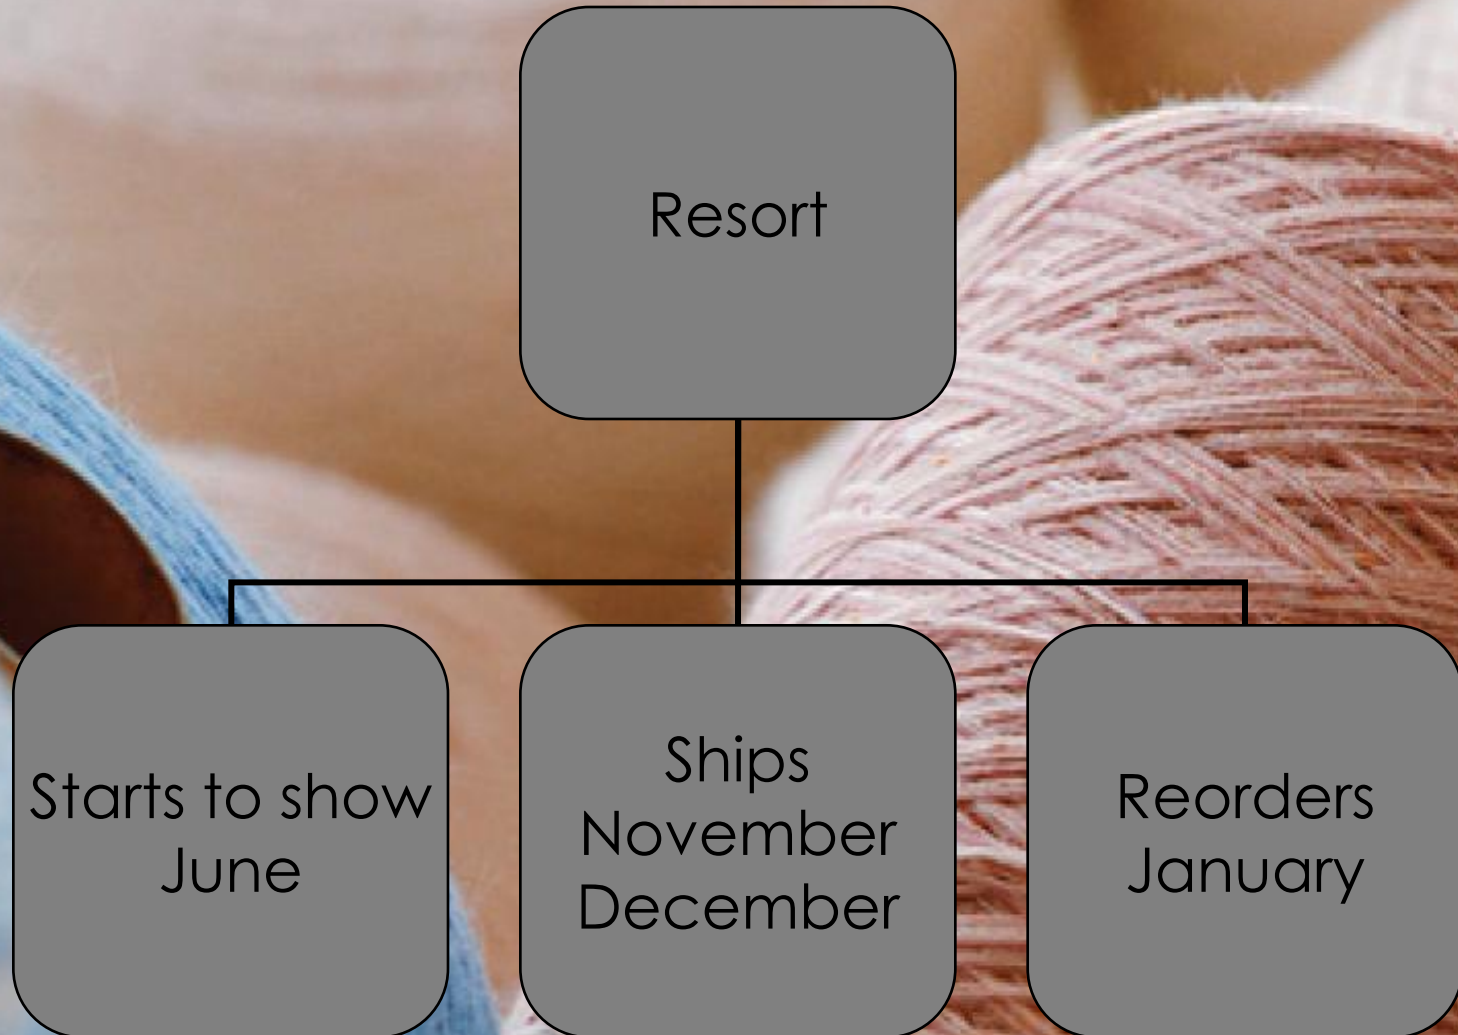 Resort
Starts to show
June
Ships
November
December
Reorders
January